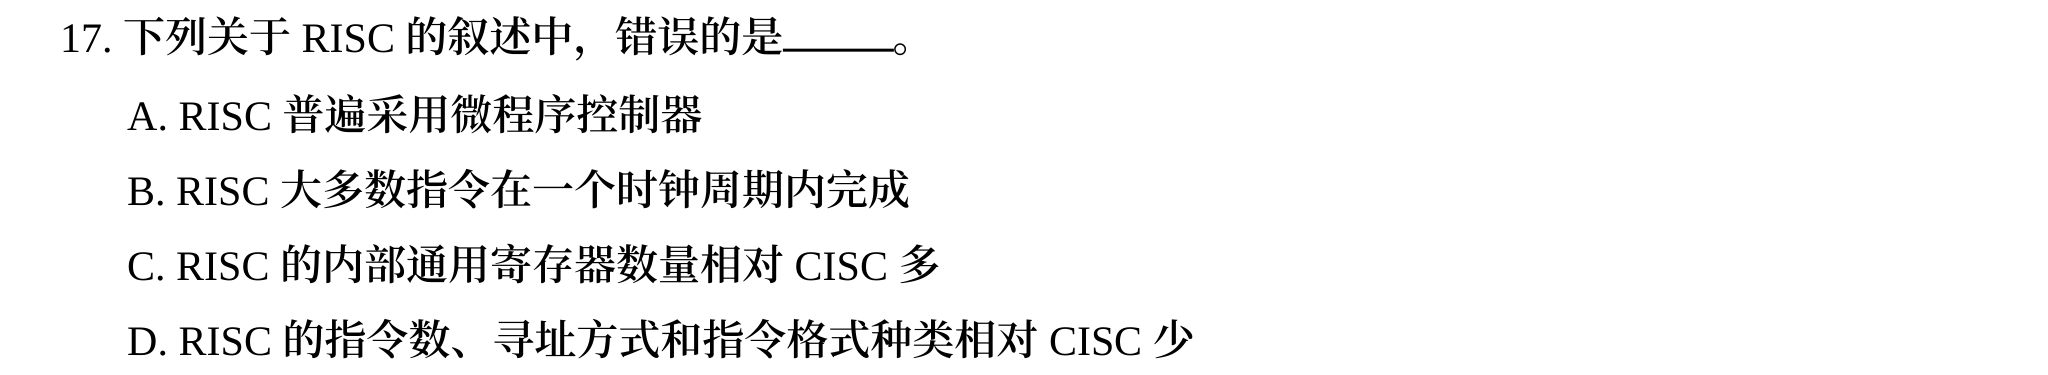 17. 下列关于 RISC 的叙述中，错误的是_____。
A. RISC 普遍采用微程序控制器
B. RISC 大多数指令在一个时钟周期内完成
C. RISC 的内部通用寄存器数量相对 CISC 多
D. RISC 的指令数、寻址方式和指令格式种类相对 CISC 少